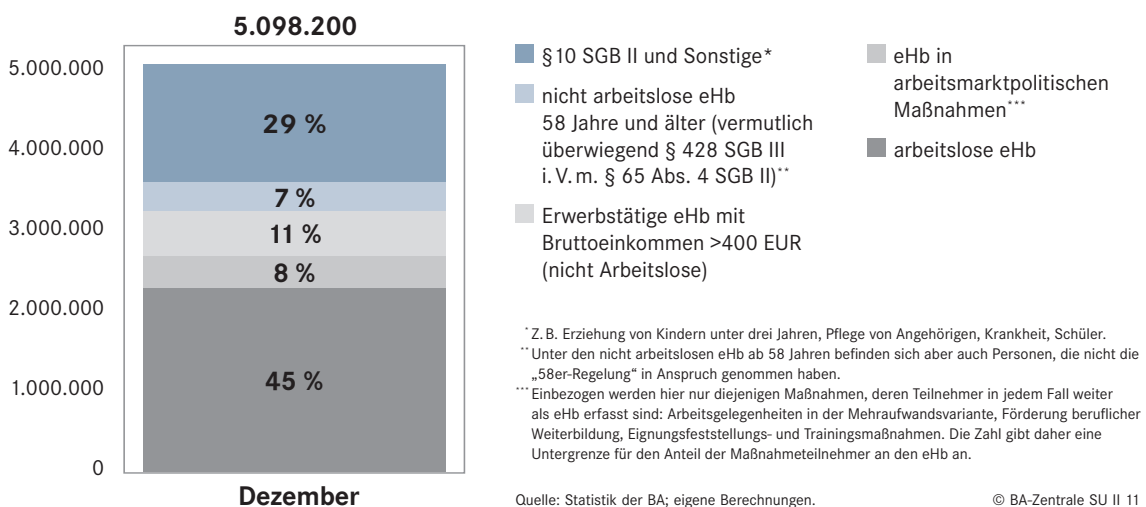 5.098.200
5.000.000
4.000.000
3.000.000
2.000.000
1.000.000
0
29 %
7 %
11 %
8 %
45 %
Dezember
§ 10 SGB II und Sonstige*
nicht arbeitslose eHb
58 Jahre und älter (vermutlich
überwiegend § 428 SGB III
i. V. m. § 65 Abs. 4 SGB II)**
Erwerbstätige eHb mit
Bruttoeinkommen >400 EUR
(nicht Arbeitslose)
eHb in
arbeitsmarktpolitischen
Maßnahmen***
arbeitslose eHb
* Z. B. Erziehung von Kindern unter drei Jahren, Pflege von Angehörigen, Krankheit, Schüler.
** Unter den nicht arbeitslosen eHb ab 58 Jahren befinden sich aber auch Personen, die nicht die
„58er-Regelung“ in Anspruch genommen haben.
*** Einbezogen werden hier nur diejenigen Maßnahmen, deren Teilnehmer in jedem Fall weiter
als eHb erfasst sind: Arbeitsgelegenheiten in der Mehraufwandsvariante, Förderung beruflicher
Weiterbildung, Eignungsfeststellungs- und Trainingsmaßnahmen. Die Zahl gibt daher eine
Untergrenze für den Anteil der Maßnahmeteilnehmer an den eHb an.
Quelle: Statistik der BA; eigene Berechnungen.
© BA-Zentrale SU II 11